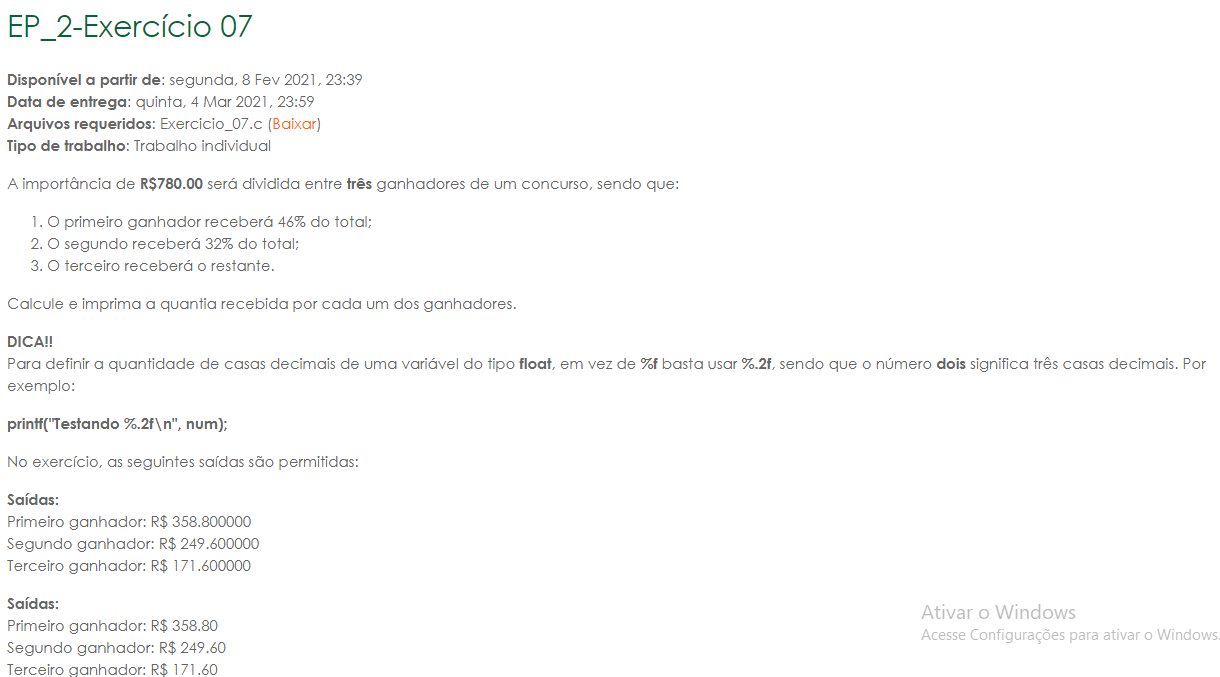 EP_2-Exercício 07
Disponível a partir de: segunda, 8 Fev 2021, 23:39
Data de entrega: quinta, 4 Mar 2021, 23:59
Arquivos requeridos: Exercicio_07.c (Baixar)
Tipo de trabalho: Trabalho individual
A importância de R$780.00 será dividida entre três ganhadores de um concurso, sendo que:
1. O primeiro ganhador receberá 46% do total;
2. O segundo receberá 32% do total;
3. O terceiro receberá o restante.
Calcule e imprima a quantia recebida por cada um dos ganhadores.
DICA!!
Para definir a quantidade de casas decimais de uma variável do tipo float, em vez de %f basta usar %.2f, sendo que o número dois significa três casas decimais. Por
exemplo:
printf("Testando %.2f\n", num);
No exercício, as seguintes saídas são permitidas:
Saídas:
Primeiro ganhador: R$ 358.800000
Segundo ganhador: R$ 249.600000
Terceiro ganhador: R$ 171.600000
Saídas:
Primeiro ganhador: R$ 358.80
Segundo ganhador: R$ 249.60
Terceiro ganhador: R$ 171.60
Ativar o Windows
Acesse Configurações para ativar o Windows.